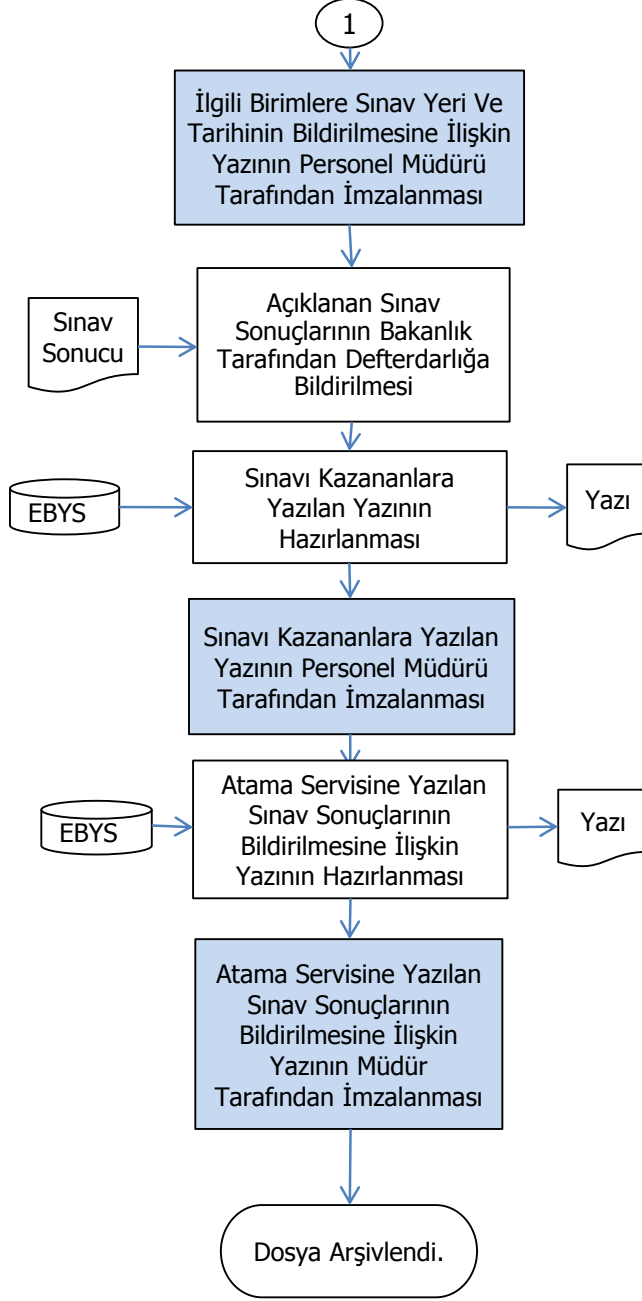 1
İlgili Birimlere Sınav Yeri Ve
Tarihinin Bildirilmesine İlişkin
Yazının Personel Müdürü
Tarafından İmzalanması
Sınav
Sonucu
Açıklanan Sınav
Sonuçlarının Bakanlık
Tarafından Defterdarlığa
Bildirilmesi
EBYS
Sınavı Kazananlara
Yazılan Yazının
Hazırlanması
Yazı
Sınavı Kazananlara Yazılan
Yazının Personel Müdürü
Tarafından İmzalanması
EBYS
Atama Servisine Yazılan
Sınav Sonuçlarının
Bildirilmesine İlişkin
Yazının Hazırlanması
Yazı
Atama Servisine Yazılan
Sınav Sonuçlarının
Bildirilmesine İlişkin
Yazının Müdür
Tarafından İmzalanması
Dosya Arşivlendi.